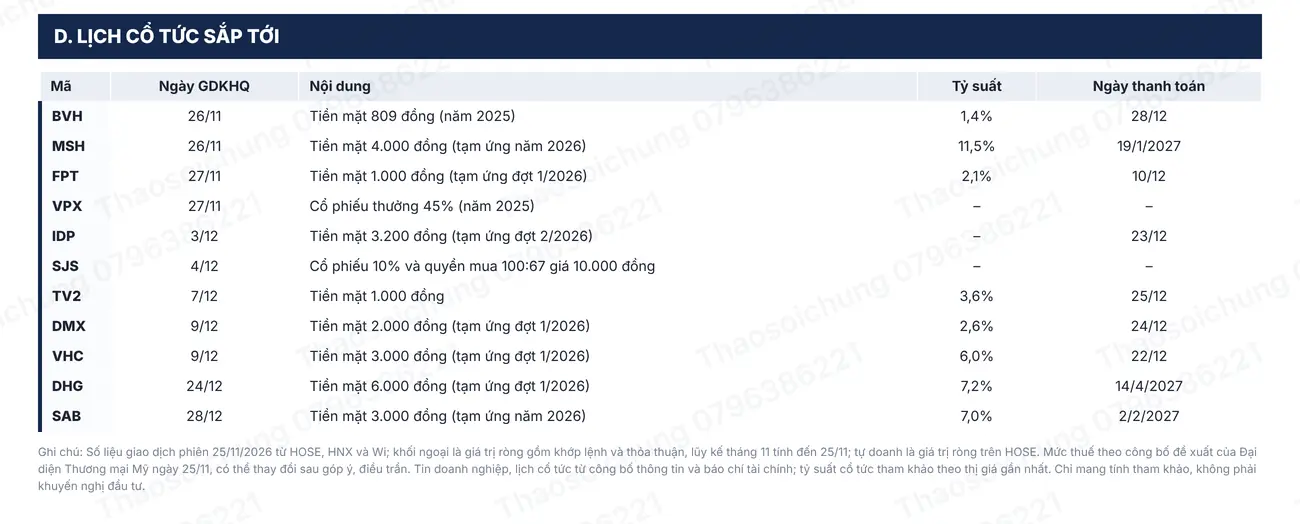 D. LỊCH CỔ TỨC SẮP TỚI
Mã Ngày GDKHQ Nội dung Tỷ suất Ngày thanh toán
BVH 26/11 Tiền mặt 809 đồng (năm 2025) 1,4% 28/12
MSH 26/11 Tiền mặt 4.000 đồng (tạm ứng năm 2026) 11,5% 19/1/2027
FPT 27/11 Tiền mặt 1.000 đồng (tạm ứng đợt 1/2026) 2,1% 10/12
VPX 27/11 Cổ phiếu thưởng 45% (năm 2025) – –
IDP 3/12 Tiền mặt 3.200 đồng (tạm ứng đợt 2/2026) – 23/12
SJS 4/12 Cổ phiếu 10% và quyền mua 100:67 giá 10.000 đồng – –
TV2 7/12 Tiền mặt 1.000 đồng 3,6% 25/12
DMX 9/12 Tiền mặt 2.000 đồng (tạm ứng đợt 1/2026) 2,6% 24/12
VHC 9/12 Tiền mặt 3.000 đồng (tạm ứng đợt 1/2026) 6,0% 22/12
DHG 24/12 Tiền mặt 6.000 đồng (tạm ứng đợt 1/2026) 7,2% 14/4/2027
SAB 28/12 Tiền mặt 3.000 đồng (tạm ứng năm 2026) 7,0% 2/2/2027
Ghi chú: Số liệu giao dịch phiên 25/11/2026 từ HOSE, HNX và Wi; khối ngoại là giá trị ròng gồm khớp lệnh và thỏa thuận, lũy kế tháng 11 tính đến 25/11; tự doanh là giá trị ròng trên HOSE. Mức thuế theo công bố đề xuất của Đại
diện Thương mại Mỹ ngày 25/11, có thể thay đổi sau góp ý, điều trần. Tin doanh nghiệp, lịch cổ tức từ công bố thông tin và báo chí tài chính; tỷ suất cổ tức tham khảo theo thị giá gần nhất. Chỉ mang tính tham khảo, không phải
khuyến nghị đầu tư.
Thaosoichung 0796386221